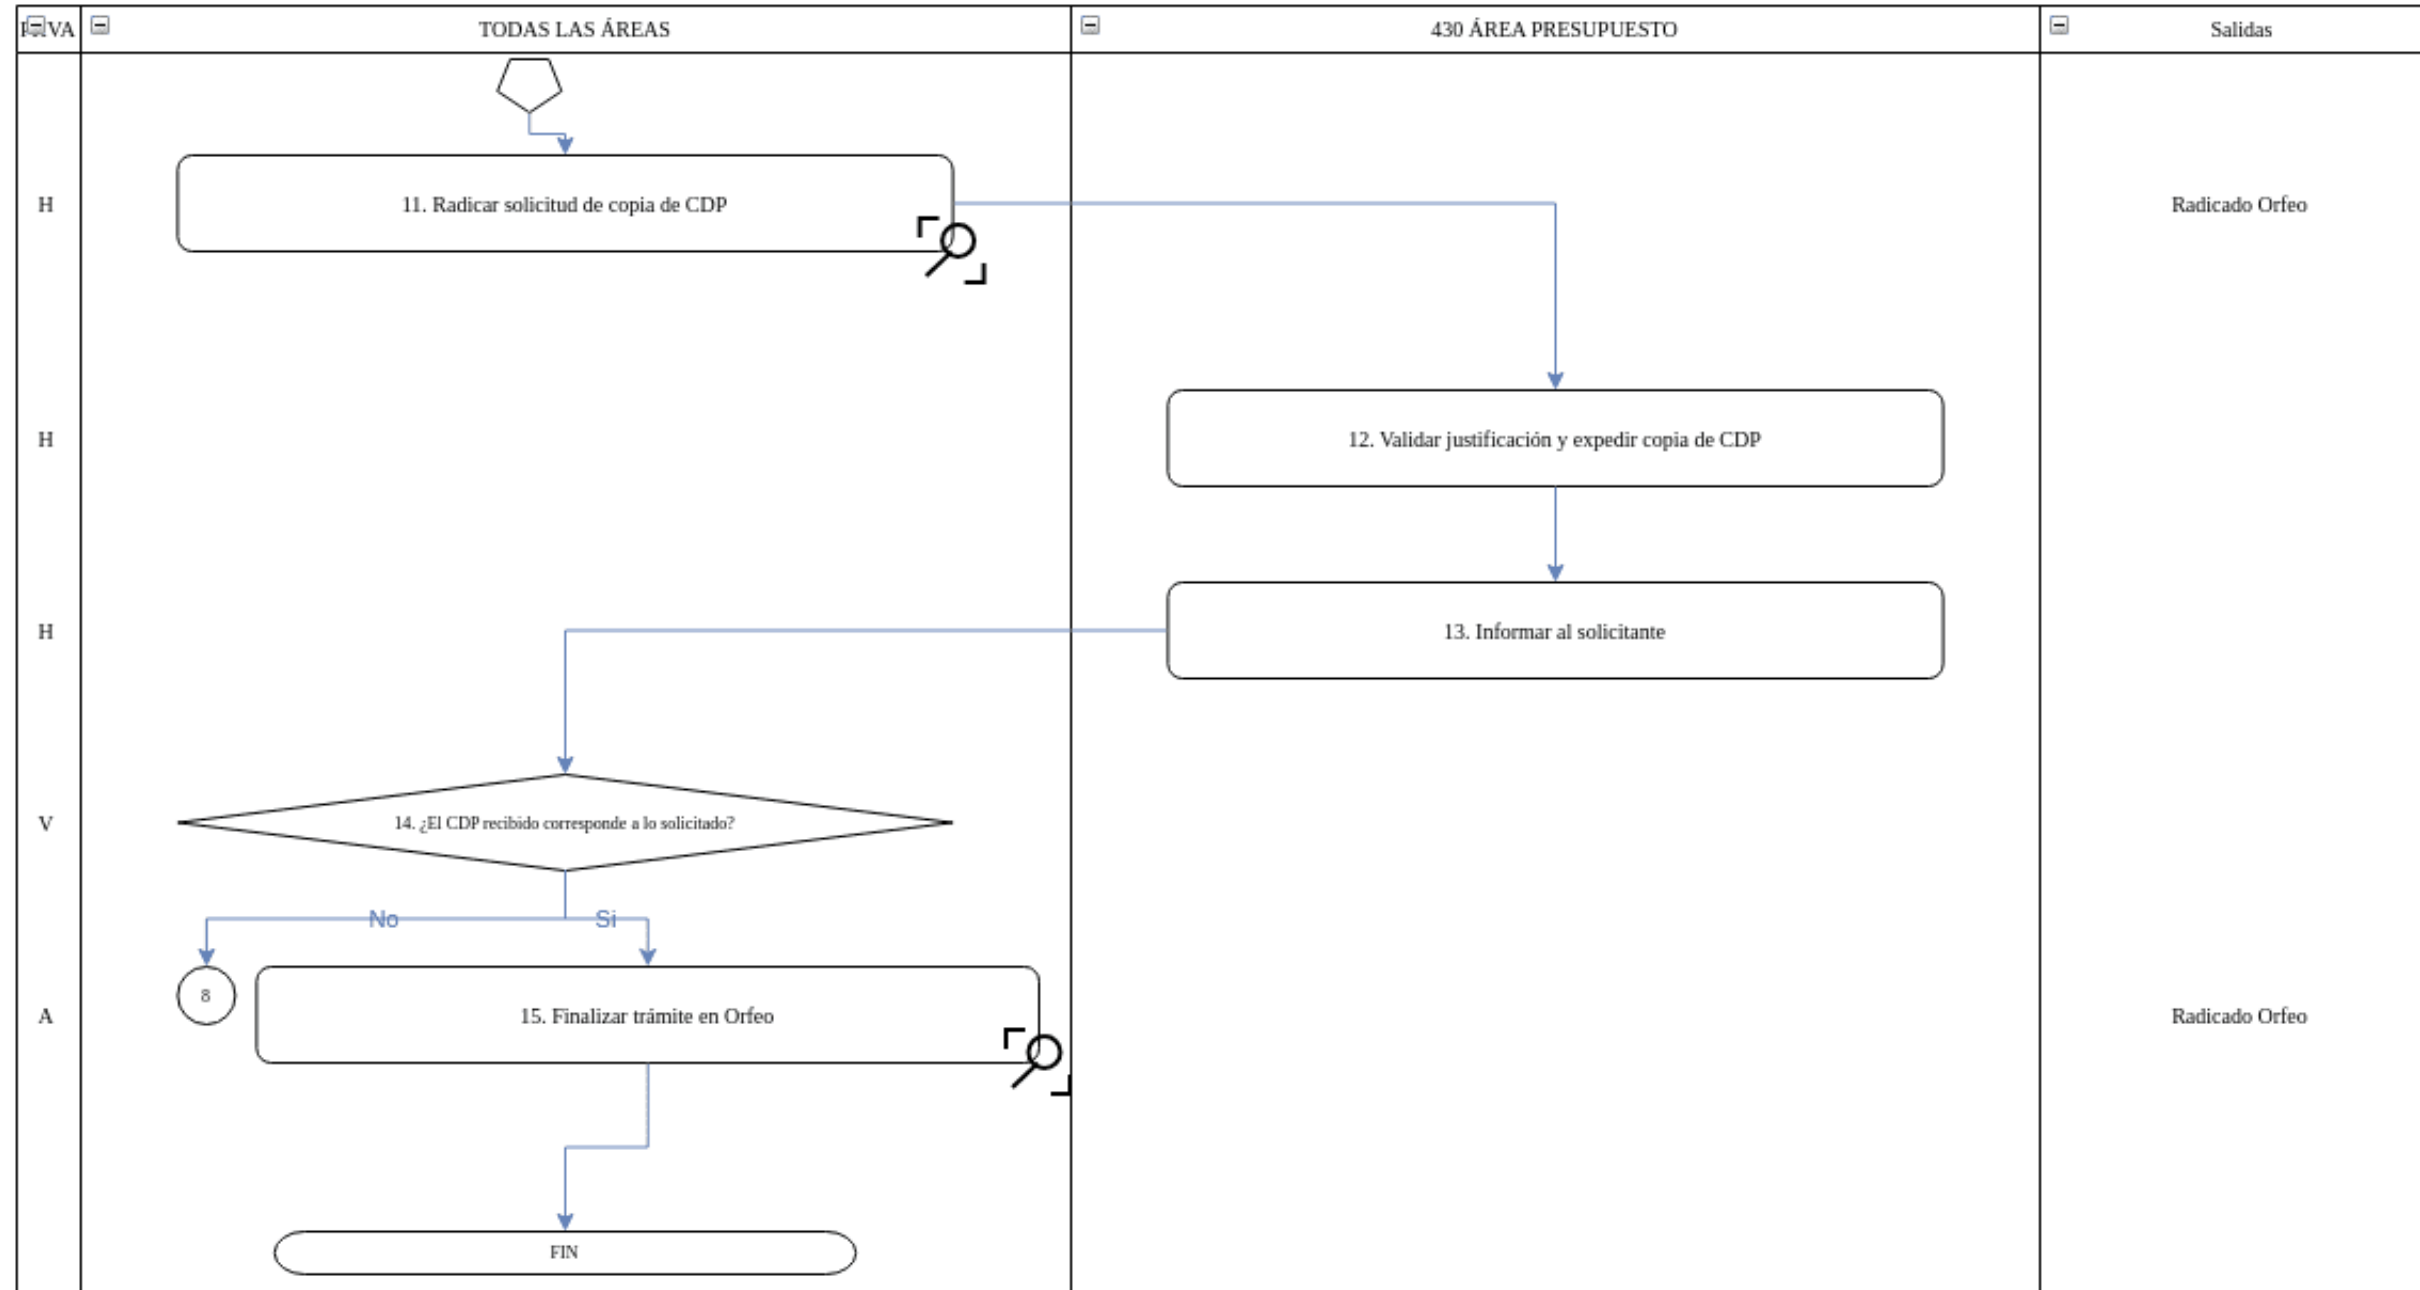 TODAS LAS ÁREAS
430 ÁREA PRESUPUESTO
Salidas
H
11. Radicar solicitud de copia de CDP
Radicado Orfeo
H
12. Validar justificación y expedir copia de CDP
H
13. Informar al solicitante
V
14. ¿El CDP recibido corresponde a lo solicitado?
No
Si
8
A
15. Finalizar trámite en Orfeo
Radicado Orfeo
FIN